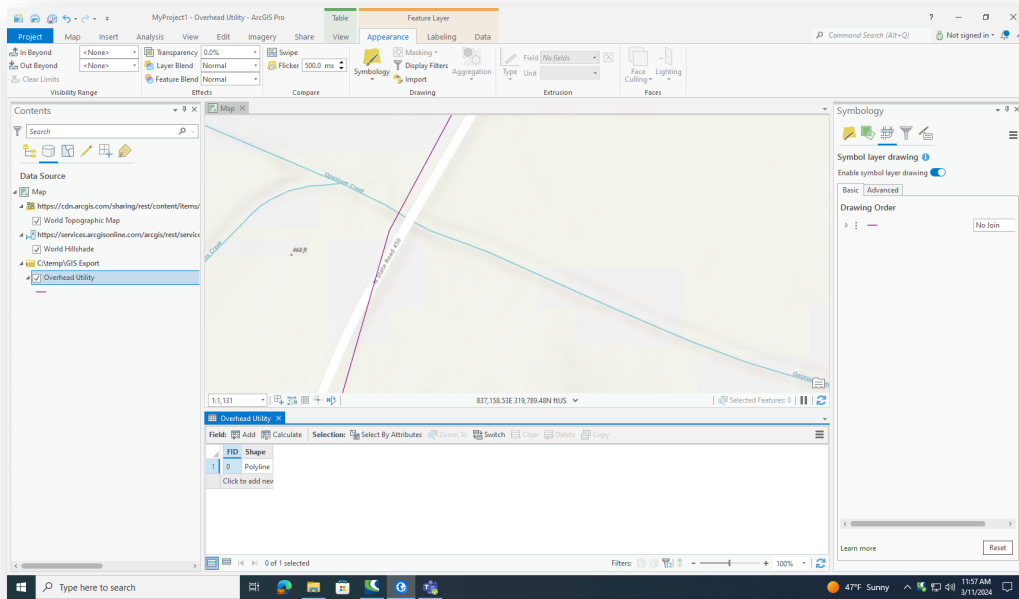 MyProject1 - Overhead Utility - ArcGIS Pro
Table
Feature Layer
Project Map Insert Analysis View Edit Imagery Share View Appearance Labeling Data
Command Search (Alt+Q)
Not signed in
In Beyond <None>
Out Beyond <None>
Clear Limits
Visibility Range
Transparency 0.0%
Layer Blend Normal
Feature Blend Normal
Effects
Swipe
Flicker 500.0 ms
Compare
Symbology
Masking
Display Filters
Import
Aggregation
Drawing
Type
Field No fields
Unit
Extrusion
Face Culling
Lighting
Faces
Contents
Search
Data Source
Map
https://cdn.arcgis.com/sharing/rest/content/items/
World Topographic Map
https://services.arcgisonline.com/arcgis/rest/service
World Hillshade
C:\temp\GIS Export
Overhead Utility
Map
Opossum Creek
468 ft
N State Road 450
1:1,131
837,158.53E 319,789.48N ftUS
Selected Features: 0
Overhead Utility
Field: Add Calculate Selection: Select By Attributes Zoom To Switch Clear Delete Copy
FID Shape
1 0 Polyline
Click to add new
0 of 1 selected
Filters:
- + 100%
Symbology
Symbol layer drawing
Enable symbol layer drawing
Basic Advanced
Drawing Order
No Join
Learn more
Reset
Type here to search
47°F Sunny
11:57 AM
3/11/2024